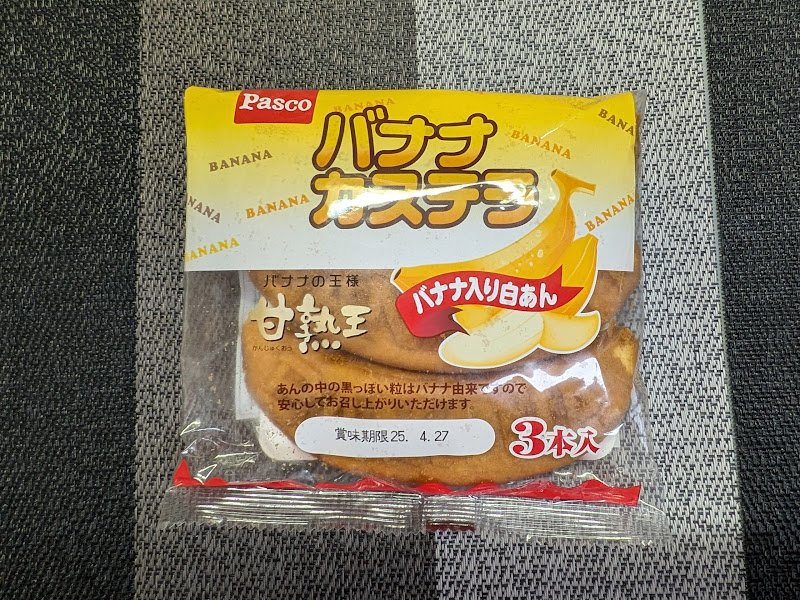 Pasco
BANANA
BANANA
BANANA
BANANA
BANANA
BANANA
BANANA
BANANA
バナナ
カステラ
バナナ入り白あん
バナナの王様
甘熟王
かんじゅくおう
あんの中の黒っぽい粒はバナナ由来ですので
安心してお召し上がりいただけます。
賞味期限25. 4.27
3本入